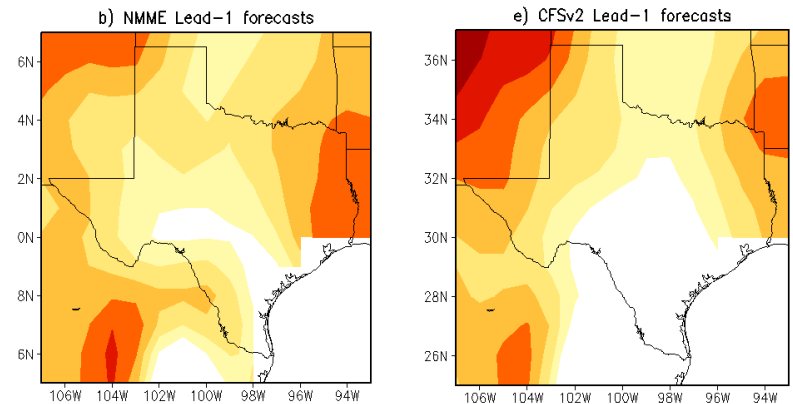 b) NMME Lead-1 forecasts
6N
4N
2N
0N
8N
6N
106W 104W 102W 100W 98W 96W 94W
e) CFSv2 Lead-1 forecasts
36N
34N
32N
30N
28N
26N
106W 104W 102W 100W 98W 96W 94W